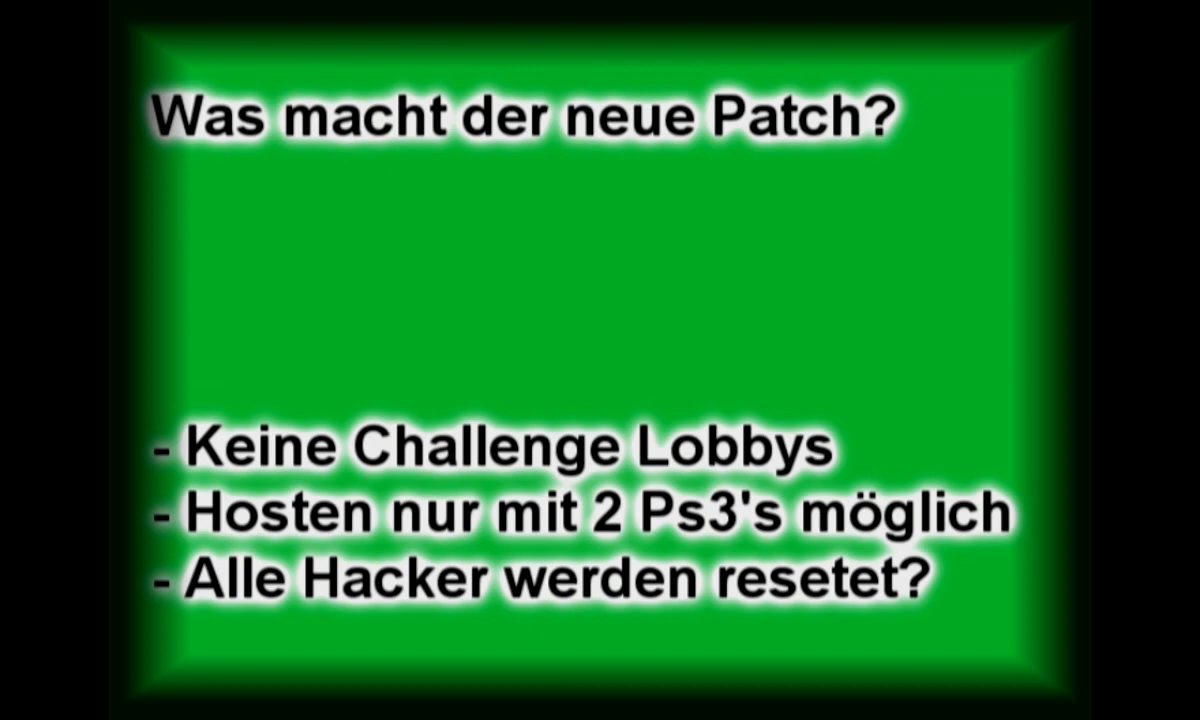 Was macht der neue Patch?
- Keine Challenge Lobbys
- Hosten nur mit 2 Ps3's möglich
- Alle Hacker werden resetet?